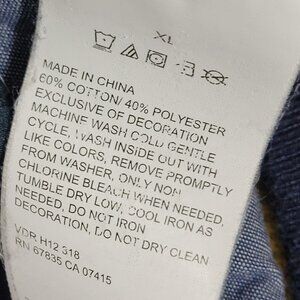 XL
MADE IN CHINA
60% COTTON/ 40% POLYESTER
EXCLUSIVE OF DECORATION
MACHINE WASH COLD GENTLE
CYCLE, WASH INSIDE OUT WITH
LIKE COLORS, REMOVE PROMPTLY
FROM WASHER, ONLY NON
CHLORINE BLEACH WHEN NEEDED,
TUMBLE DRY LOW, COOL IRON AS
NEEDED, DO NOT IRON
DECORATION, DO NOT DRY CLEAN
VDR H12 318
RN 67835 CA 07415